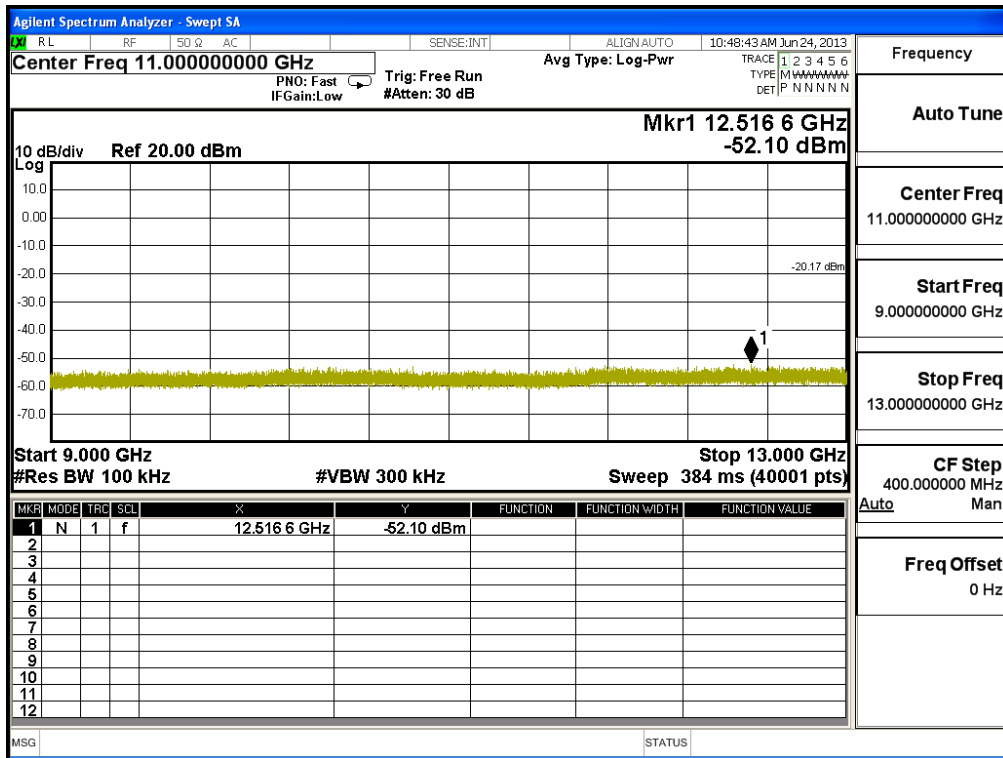 Agilent Spectrum Analyzer - Swept SA
LXI RL RF 50 Ω AC SENSE:INT ALIGN AUTO 10:48:43 AM Jun 24, 2013
Center Freq 11.000000000 GHz
PNO: Fast
IFGain:Low
Trig: Free Run
#Atten: 30 dB
Avg Type: Log-Pwr
TRACE 1 2 3 4 5 6
TYPE M
DET P N N N N N
Mkr1 12.516 6 GHz
-52.10 dBm
10 dB/div Ref 20.00 dBm
Log
10.0
0.00
-10.0
-20.0
-20.17 dBm
-30.0
-40.0
1
-50.0
-60.0
-70.0
Start 9.000 GHz Stop 13.000 GHz
#Res BW 100 kHz #VBW 300 kHz Sweep 384 ms (40001 pts)
MKR MODE TRC SCL X Y FUNCTION FUNCTION WIDTH FUNCTION VALUE
1 N 1 f 12.516 6 GHz -52.10 dBm
2
3
4
5
6
7
8
9
10
11
12
MSG STATUS
Frequency
Auto Tune
Center Freq
11.000000000 GHz
Start Freq
9.000000000 GHz
Stop Freq
13.000000000 GHz
CF Step
400.000000 MHz
Auto Man
Freq Offset
0 Hz